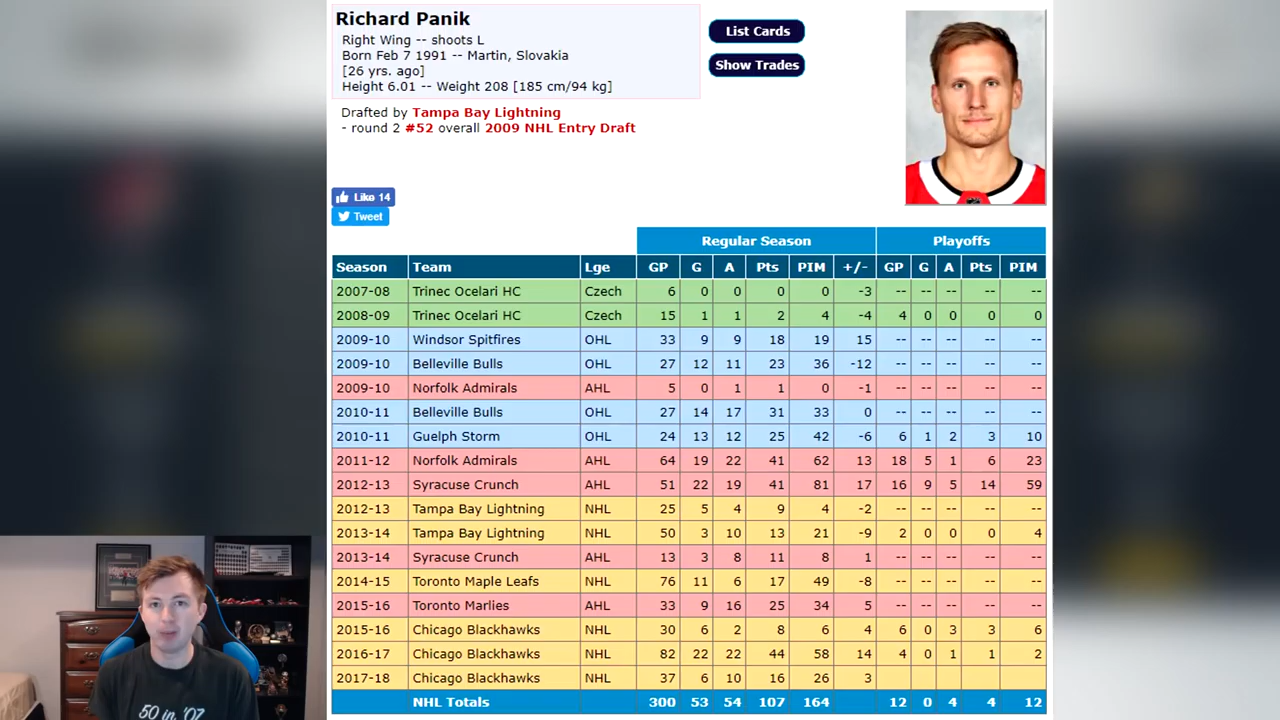 Richard Panik
Right Wing -- shoots L
Born Feb 7 1991 -- Martin, Slovakia
[26 yrs. ago]
Height 6.01 -- Weight 208 [185 cm/94 kg]
Drafted by Tampa Bay Lightning
- round 2 #52 overall 2009 NHL Entry Draft
List Cards
Show Trades
Like 14
Tweet
Regular Season Playoffs
Season Team Lge GP G A Pts PIM +/- GP G A Pts PIM
2007-08 Trinec Ocelari HC Czech 6 0 0 0 0 -3 -- -- -- -- --
2008-09 Trinec Ocelari HC Czech 15 1 1 2 4 -4 4 0 0 0 0
2009-10 Windsor Spitfires OHL 33 9 9 18 19 15 -- -- -- -- --
2009-10 Belleville Bulls OHL 27 12 11 23 36 -12 -- -- -- -- --
2009-10 Norfolk Admirals AHL 5 0 1 1 0 -1 -- -- -- -- --
2010-11 Belleville Bulls OHL 27 14 17 31 33 0 -- -- -- -- --
2010-11 Guelph Storm OHL 24 13 12 25 42 -6 6 1 2 3 10
2011-12 Norfolk Admirals AHL 64 19 22 41 62 13 18 5 1 6 23
2012-13 Syracuse Crunch AHL 51 22 19 41 81 17 16 9 5 14 59
2012-13 Tampa Bay Lightning NHL 25 5 4 9 4 -2 -- -- -- -- --
2013-14 Tampa Bay Lightning NHL 50 3 10 13 21 -9 2 0 0 0 4
2013-14 Syracuse Crunch AHL 13 3 8 11 8 1 -- -- -- -- --
2014-15 Toronto Maple Leafs NHL 76 11 6 17 49 -8 -- -- -- -- --
2015-16 Toronto Marlies AHL 33 9 16 25 34 5 -- -- -- -- --
2015-16 Chicago Blackhawks NHL 30 6 2 8 6 4 6 0 3 3 6
2016-17 Chicago Blackhawks NHL 82 22 22 44 58 14 4 0 1 1 2
2017-18 Chicago Blackhawks NHL 37 6 10 16 26 3
NHL Totals 300 53 54 107 164 12 0 4 4 12
50 in '07